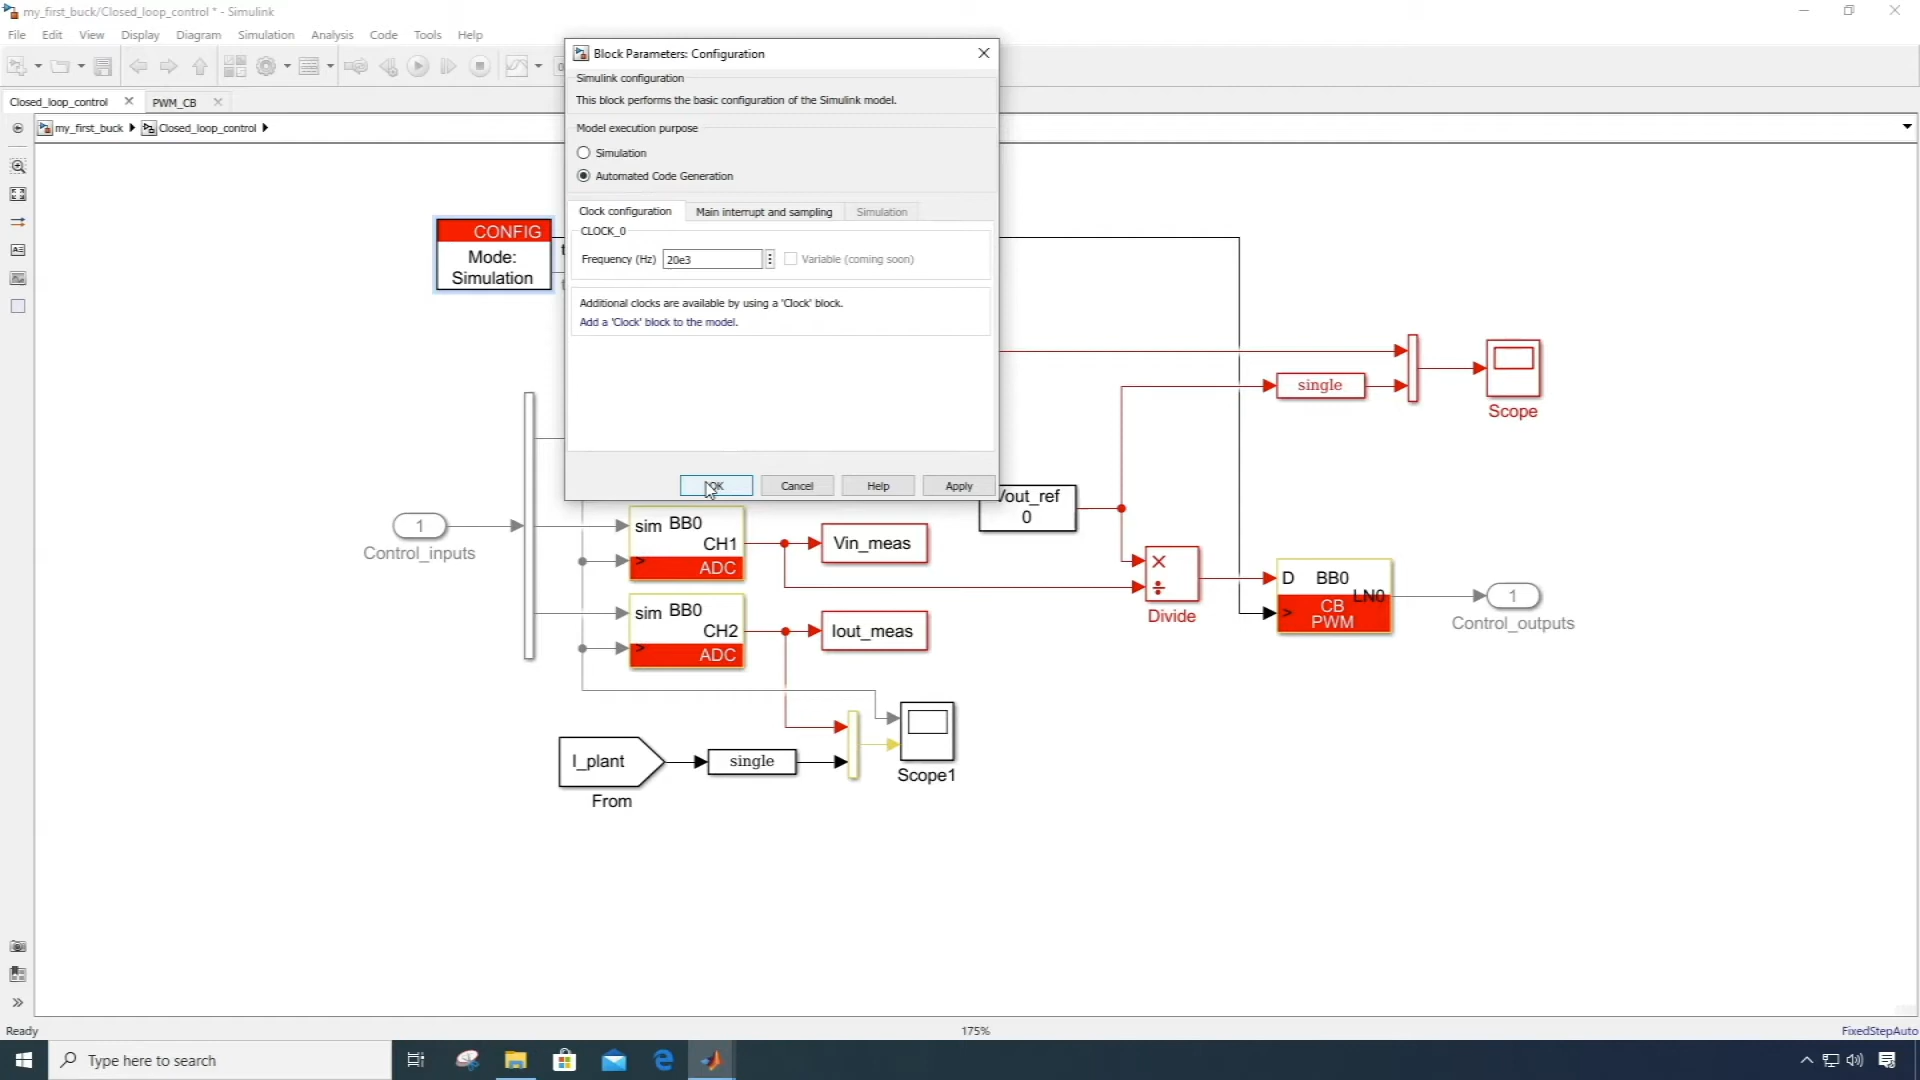 my_first_buck/Closed_loop_control * - Simulink
File Edit View Display Diagram Simulation Analysis Code Tools Help
Closed_loop_control
PWM_CB
my_first_buck
Closed_loop_control
Block Parameters: Configuration
Simulink configuration
This block performs the basic configuration of the Simulink model.
Model execution purpose
Simulation
Automated Code Generation
Clock configuration
Main interrupt and sampling
Simulation
CLOCK_0
Frequency (Hz)
20e3
Variable (coming soon)
Additional clocks are available by using a 'Clock' block.
Add a 'Clock' block to the model.
OK
Cancel
Help
Apply
CONFIG
Mode:
Simulation
single
Scope
Vout_ref
0
1
Control_inputs
sim BB0
CH1
> ADC
Vin_meas
sim BB0
CH2
> ADC
Iout_meas
×
÷
Divide
D BB0
LN0
> CB
PWM
1
Control_outputs
I_plant
From
single
Scope1
Ready
175%
FixedStepAuto
Type here to search